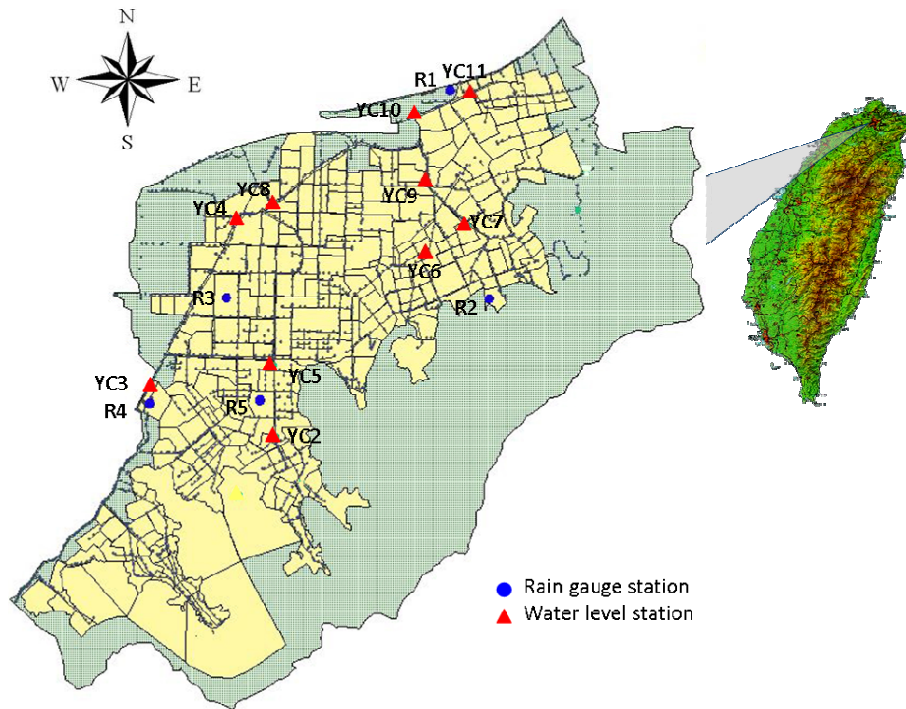 N
W E
S
R1 YC11
YC10
YC8
YC9
YC4
YC7
YC6
R3
R2
YC5
YC3
R4
R5
YC2
Rain gauge station
Water level station